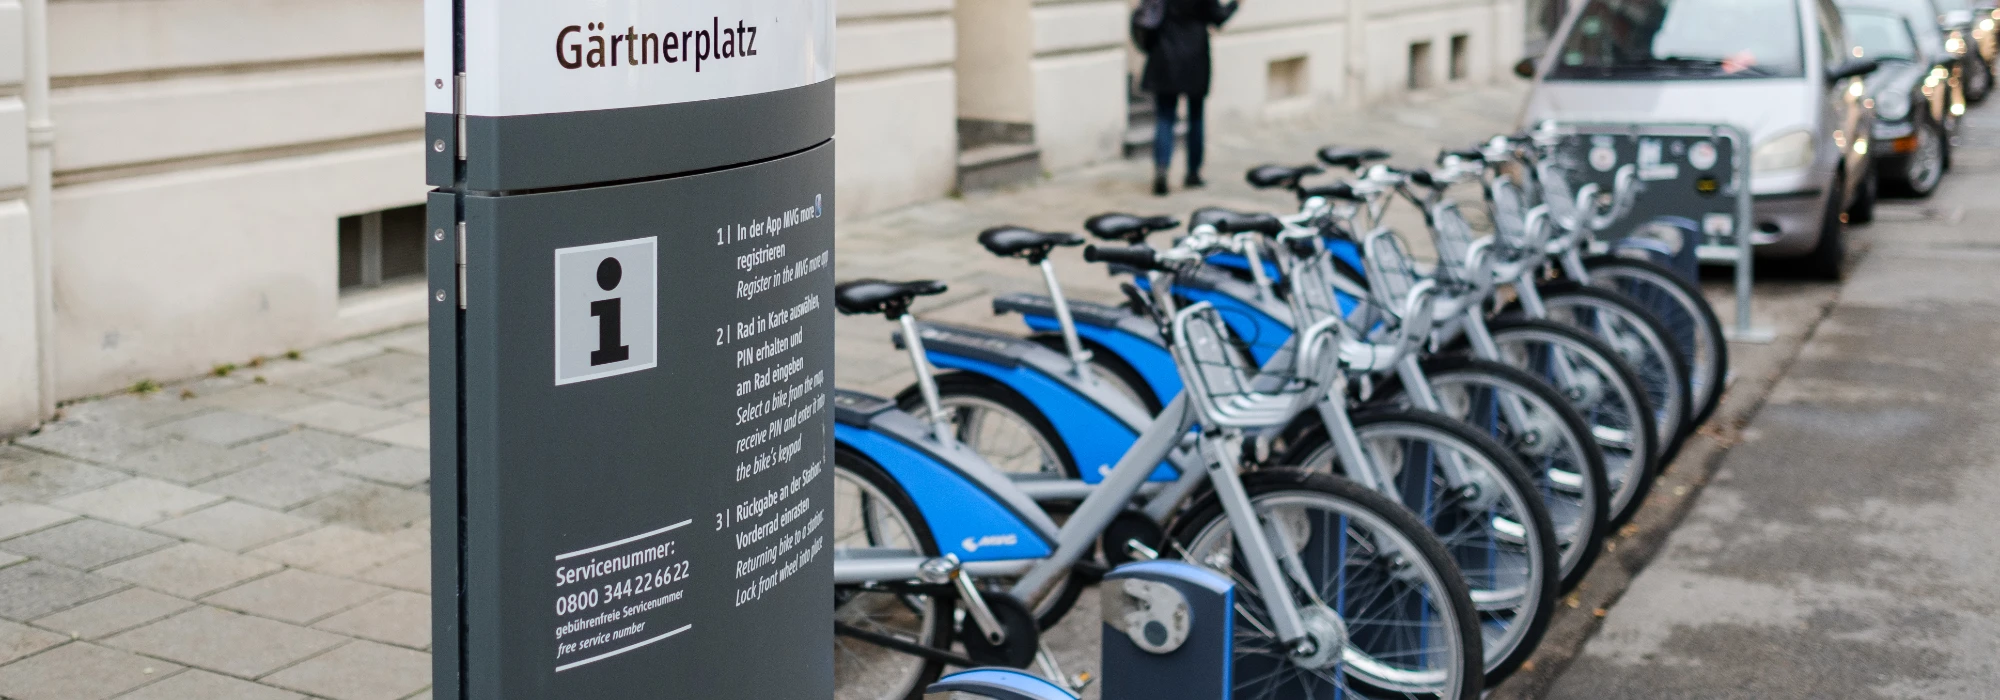 Gärtnerplatz
i
1| In der App MVG more
registrieren
Register in the MVG more app
2| Rad in Karte auswählen,
PIN erhalten und
am Rad eingeben
Select a bike from the map,
receive PIN and enter it into
the bike's keypad
3| Rückgabe an der Station:
Vorderrad einrasten
Returning bike to a station:
Lock front wheel into place
Servicenummer:
0800 344 22 66 22
gebührenfreie Servicenummer
free service number
MVG